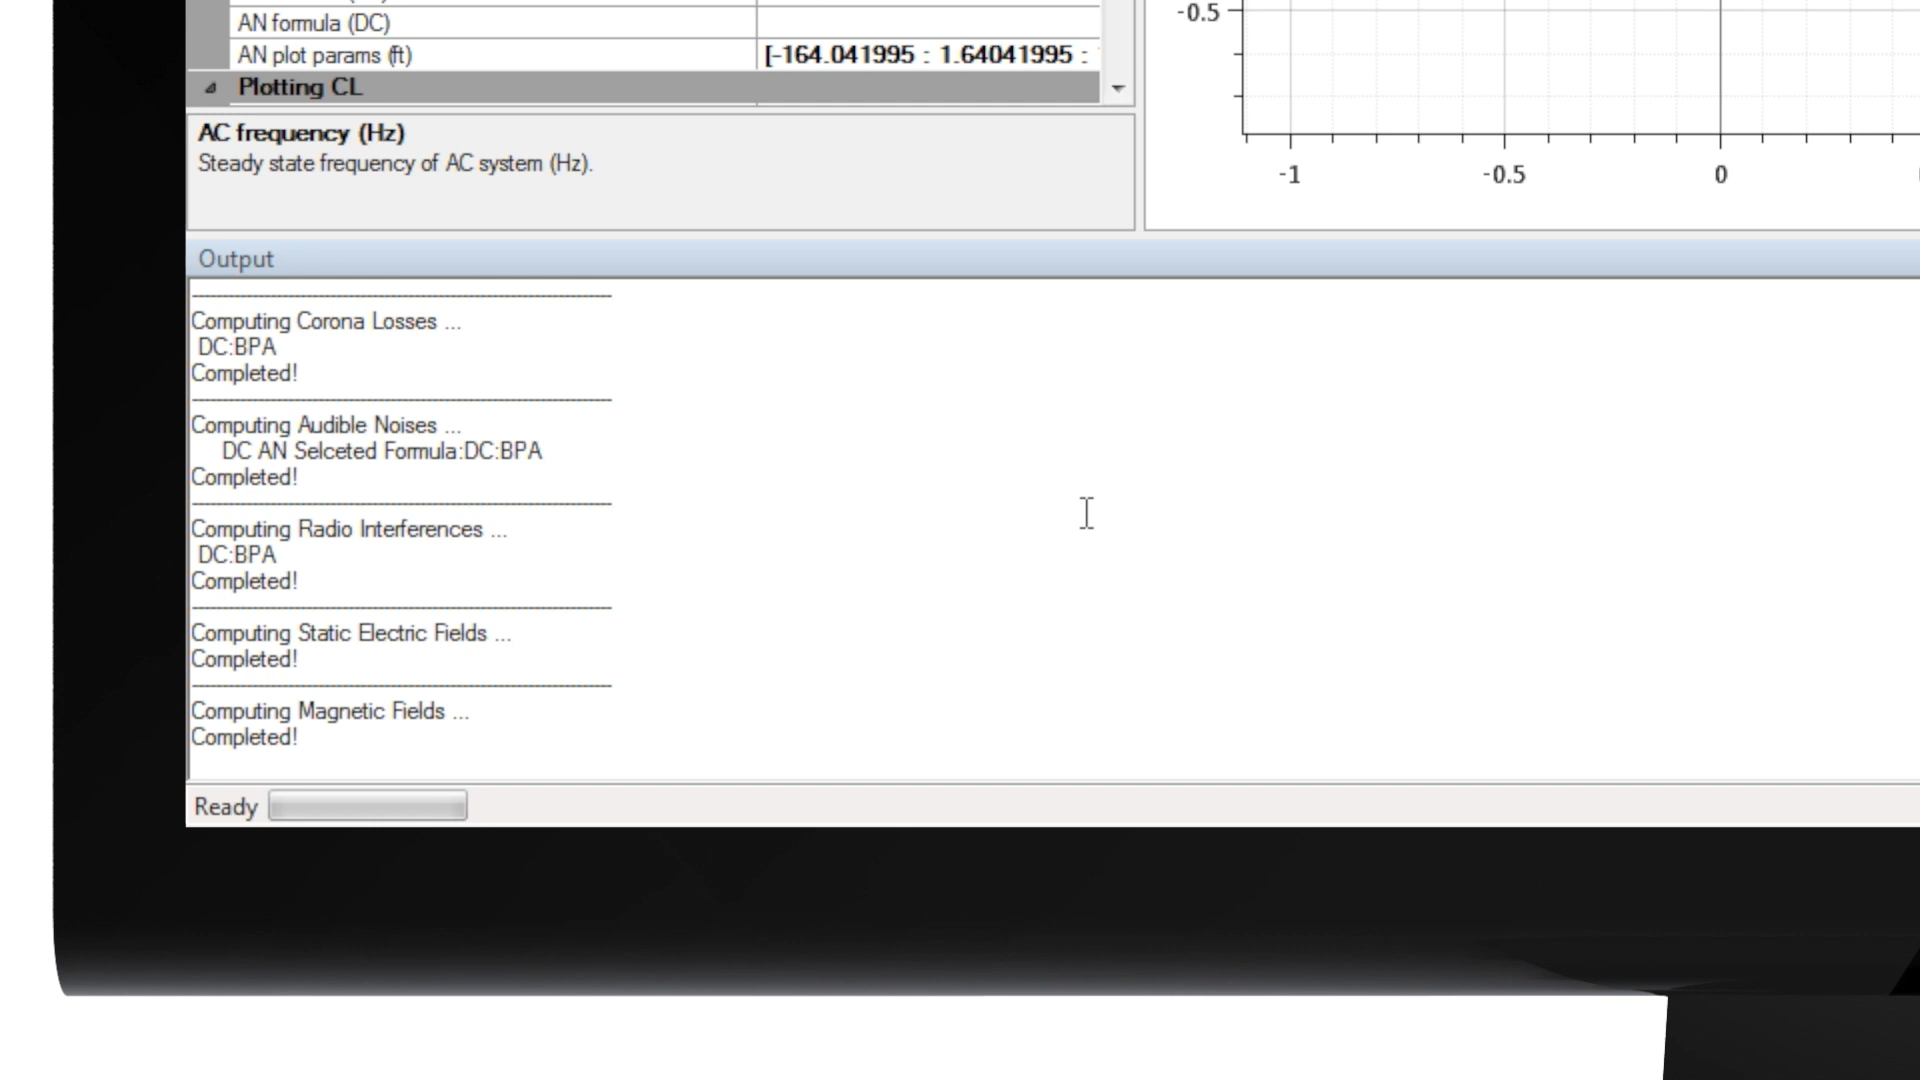 AN formula (DC)
AN plot params (ft) [-164.041995 : 1.64041995 :
Plotting CL
AC frequency (Hz)
Steady state frequency of AC system (Hz).
-0.5
-1 -0.5 0
Output
Computing Corona Losses ...
DC:BPA
Completed!
Computing Audible Noises ...
DC AN Selceted Formula:DC:BPA
Completed!
Computing Radio Interferences ...
DC:BPA
Completed!
Computing Static Electric Fields ...
Completed!
Computing Magnetic Fields ...
Completed!
Ready